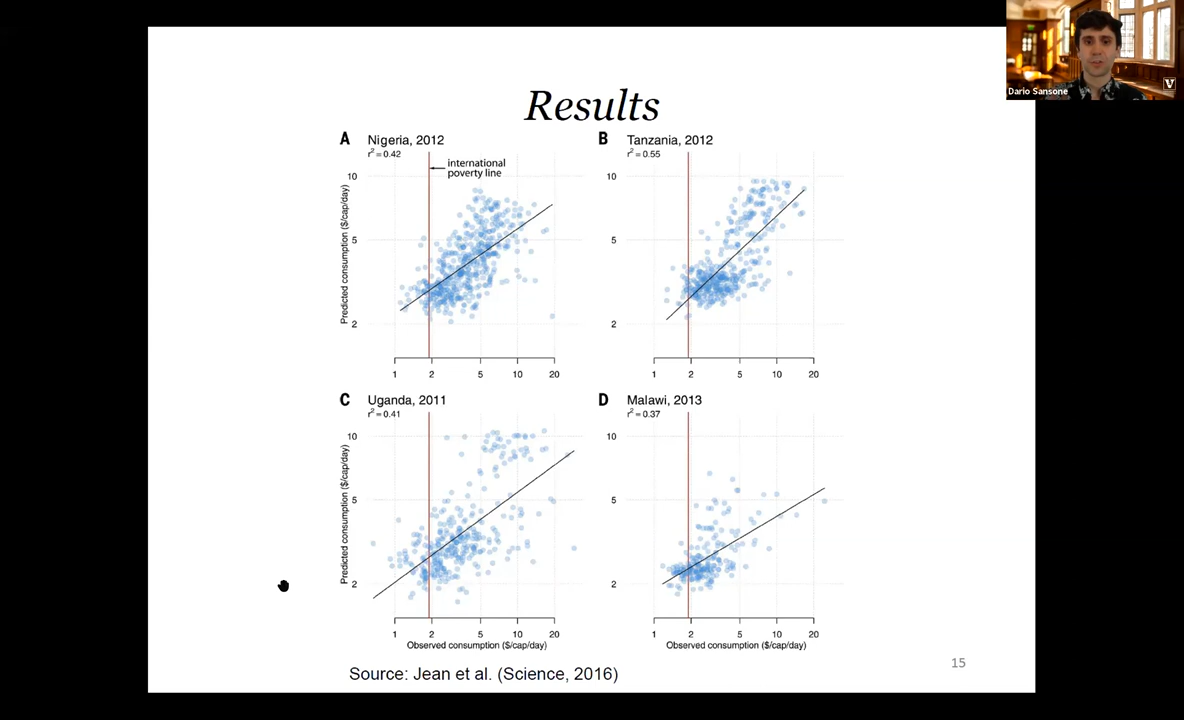 Dario Sansone
V
Results
A Nigeria, 2012
r² = 0.42
international
poverty line
Predicted consumption ($/cap/day)
10
5
2
1 2 5 10 20
B Tanzania, 2012
r² = 0.55
10
5
2
1 2 5 10 20
C Uganda, 2011
r² = 0.41
Predicted consumption ($/cap/day)
10
5
2
1 2 5 10 20
Observed consumption ($/cap/day)
D Malawi, 2013
r² = 0.37
10
5
2
1 2 5 10 20
Observed consumption ($/cap/day)
Source: Jean et al. (Science, 2016)
15